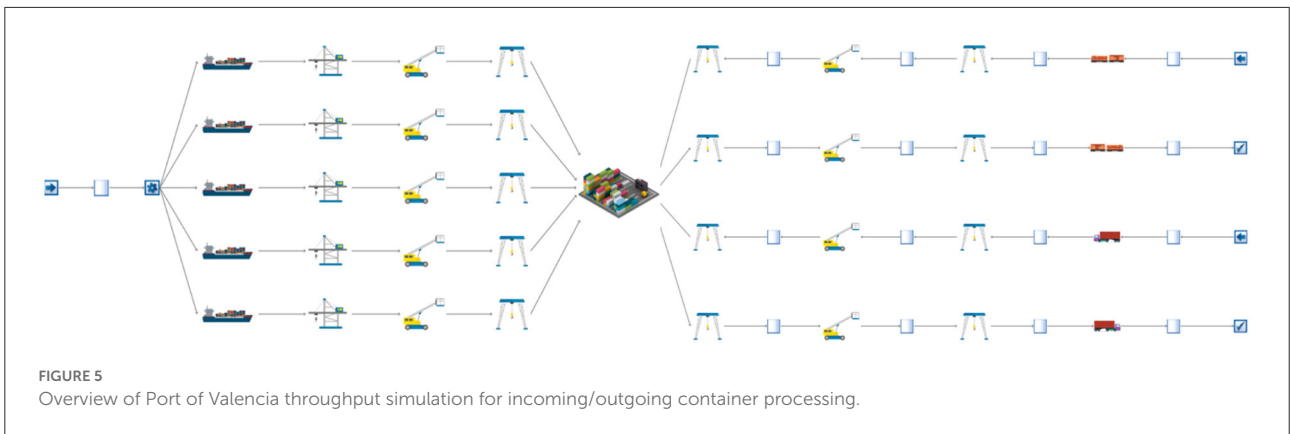 FIGURE 5
Overview of Port of Valencia throughput simulation for incoming/outgoing container processing.